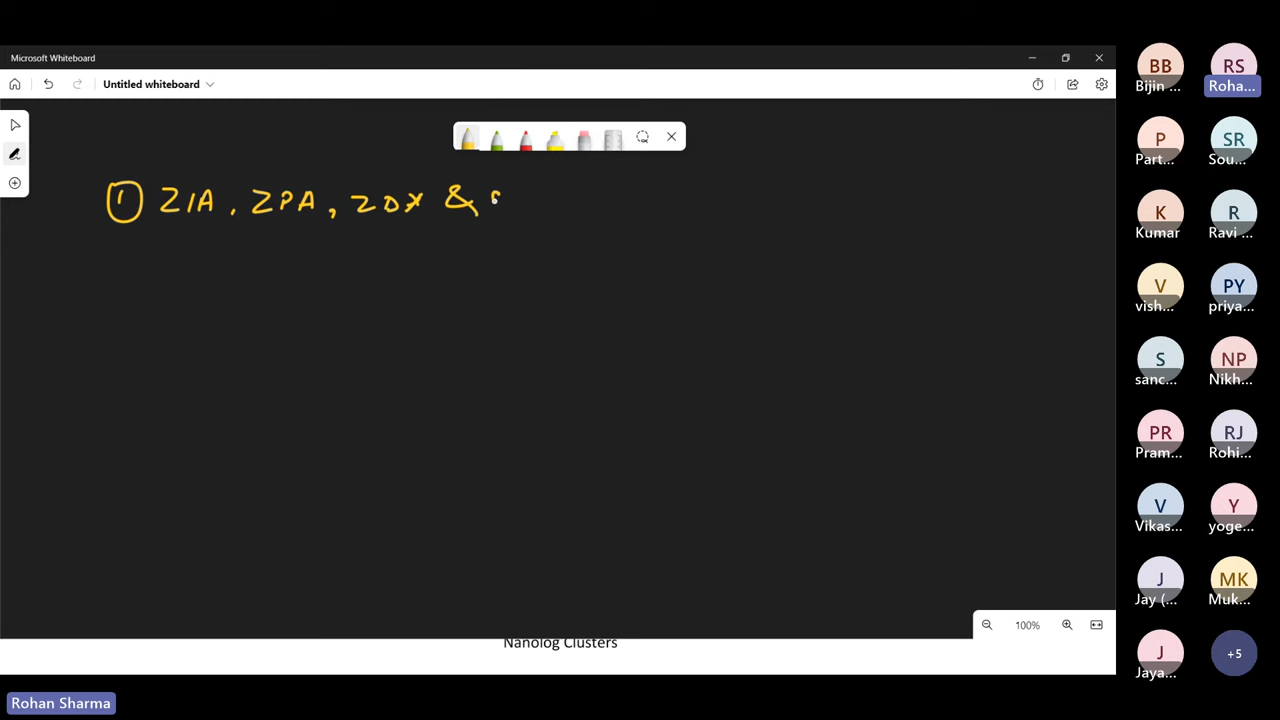 Microsoft Whiteboard
Untitled whiteboard
① ZIA, ZPA, ZDX &
100%
Nanolog Clusters
Rohan Sharma
BB
Bijin ...
RS
Roha...
P
Part...
SR
Sou...
K
Kumar
R
Ravi ...
V
vish...
PY
priya...
S
sanc...
NP
Nikh...
PR
Pram...
RJ
Rohi...
V
Vikas...
Y
yoge...
J
Jay (...
MK
Muk...
J
Jaya...
+5